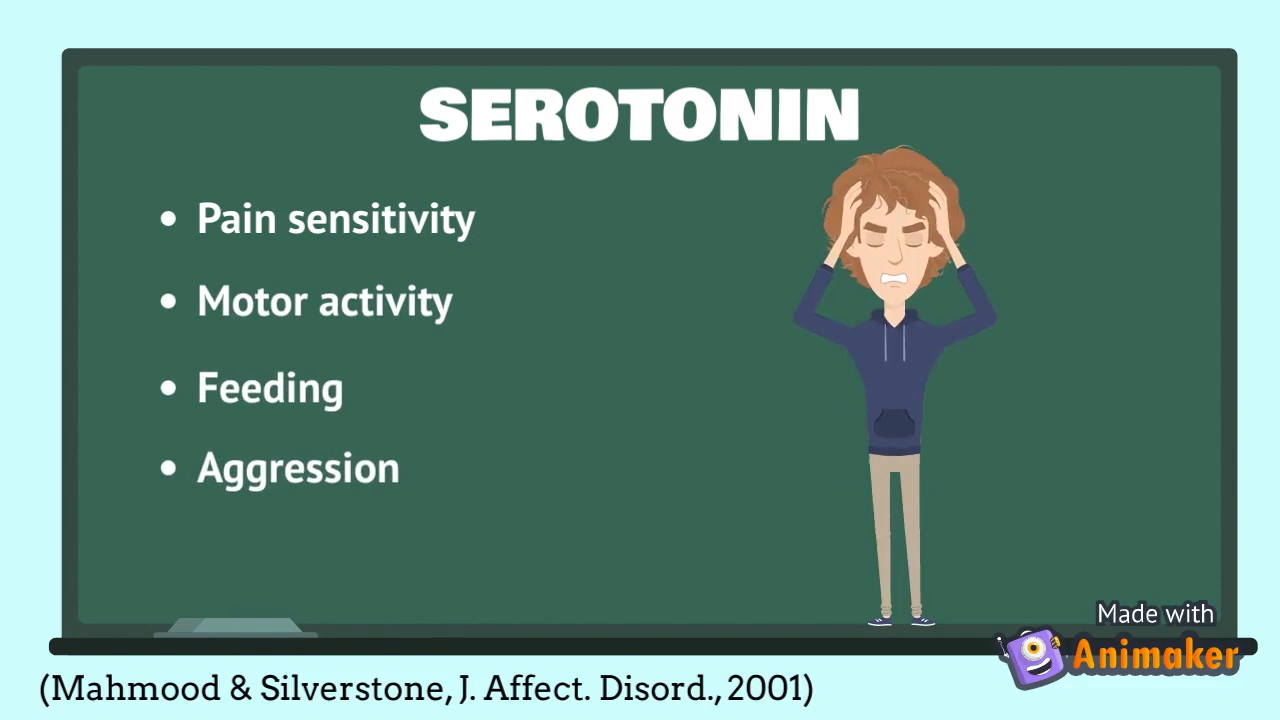 SEROTONIN
• Pain sensitivity
• Motor activity
• Feeding
• Aggression
Made with
Animaker
(Mahmood & Silverstone, J. Affect. Disord., 2001)